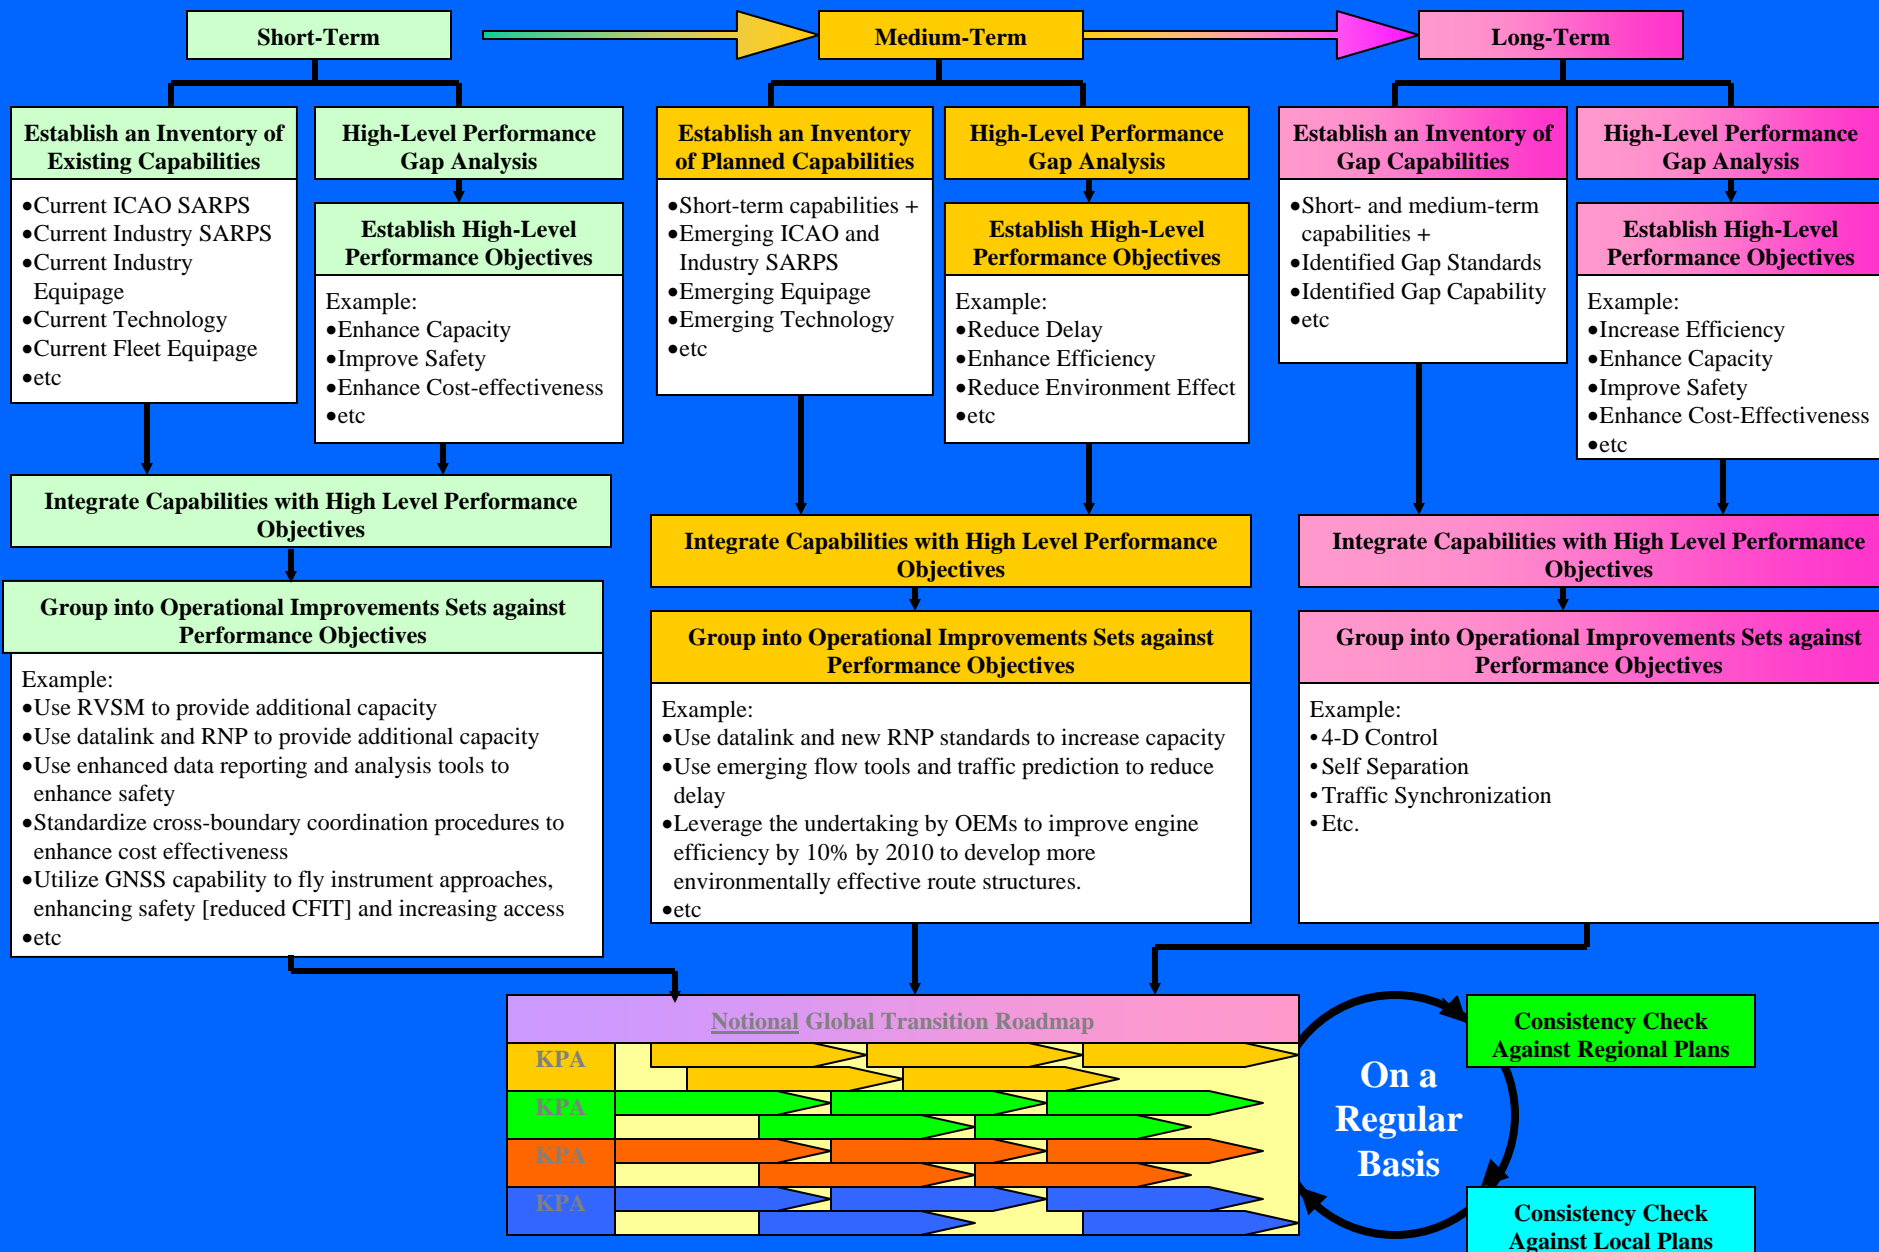 Short-Term
Medium-Term
Long-Term
Establish an Inventory of
Existing Capabilities
•Current ICAO SARPS
•Current Industry SARPS
•Current Industry
Equipage
•Current Technology
•Current Fleet Equipage
•etc
High-Level Performance
Gap Analysis
Establish High-Level
Performance Objectives
Example:
•Enhance Capacity
•Improve Safety
•Enhance Cost-effectiveness
•etc
Integrate Capabilities with High Level Performance
Objectives
Group into Operational Improvements Sets against
Performance Objectives
Example:
•Use RVSM to provide additional capacity
•Use datalink and RNP to provide additional capacity
•Use enhanced data reporting and analysis tools to
enhance safety
•Standardize cross-boundary coordination procedures to
enhance cost effectiveness
•Utilize GNSS capability to fly instrument approaches,
enhancing safety [reduced CFIT] and increasing access
•etc
Establish an Inventory
of Planned Capabilities
•Short-term capabilities +
•Emerging ICAO and
Industry SARPS
•Emerging Equipage
•Emerging Technology
•etc
High-Level Performance
Gap Analysis
Establish High-Level
Performance Objectives
Example:
•Reduce Delay
•Enhance Efficiency
•Reduce Environment Effect
•etc
Integrate Capabilities with High Level Performance
Objectives
Group into Operational Improvements Sets against
Performance Objectives
Example:
•Use datalink and new RNP standards to increase capacity
•Use emerging flow tools and traffic prediction to reduce
delay
•Leverage the undertaking by OEMs to improve engine
efficiency by 10% by 2010 to develop more
environmentally effective route structures.
•etc
Establish an Inventory of
Gap Capabilities
•Short- and medium-term
capabilities +
•Identified Gap Standards
•Identified Gap Capability
•etc
High-Level Performance
Gap Analysis
Establish High-Level
Performance Objectives
Example:
•Increase Efficiency
•Enhance Capacity
•Improve Safety
•Enhance Cost-Effectiveness
•etc
Integrate Capabilities with High Level Performance
Objectives
Group into Operational Improvements Sets against
Performance Objectives
Example:
• 4-D Control
• Self Separation
• Traffic Synchronization
• Etc.
Notional Global Transition Roadmap
KPA
KPA
KPA
KPA
On a
Regular
Basis
Consistency Check
Against Regional Plans
Consistency Check
Against Local Plans